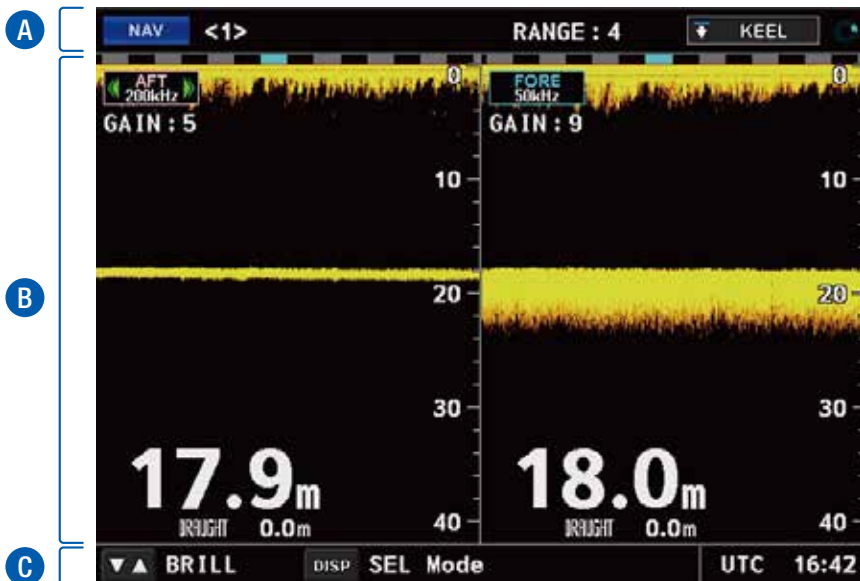 A
NAV <1> RANGE : 4 KEEL
B
AFT
200kHz
GAIN : 5
0
10
20
30
40
17.9m
DRAUGHT 0.0m
FORE
50kHz
GAIN : 9
0
10
20
30
40
18.0m
DRAUGHT 0.0m
C
▼▲ BRILL DISP SEL Mode UTC 16:42